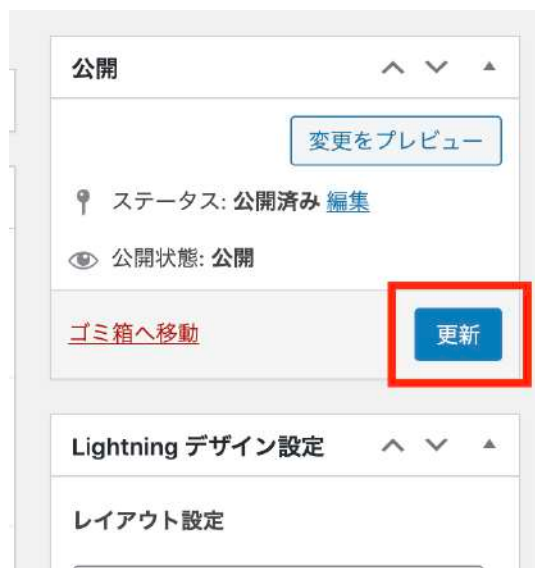 公開
変更をプレビュー
ステータス: 公開済み 編集
公開状態: 公開
ゴミ箱へ移動
更新
Lightning デザイン設定
レイアウト設定